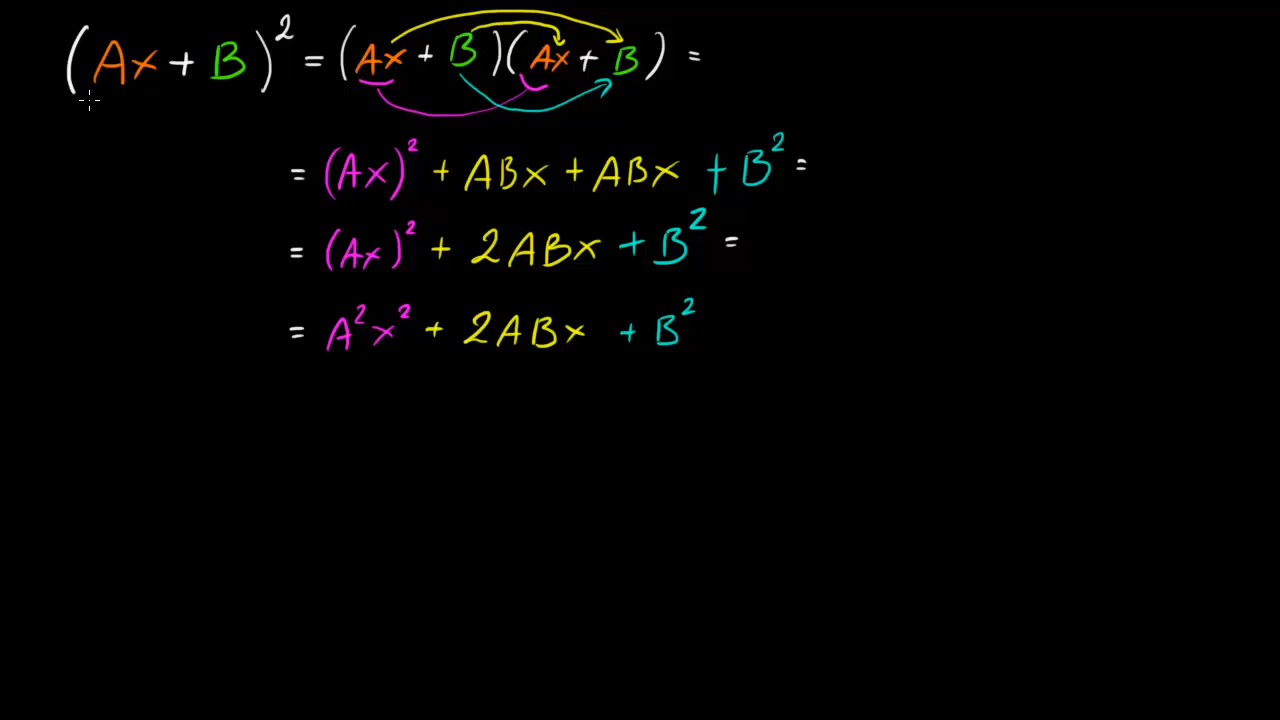 (Ax + B)² = (Ax + B)(Ax + B) =
= (Ax)² + ABx + ABx + B² =
= (Ax)² + 2ABx + B² =
= A²x² + 2ABx + B²